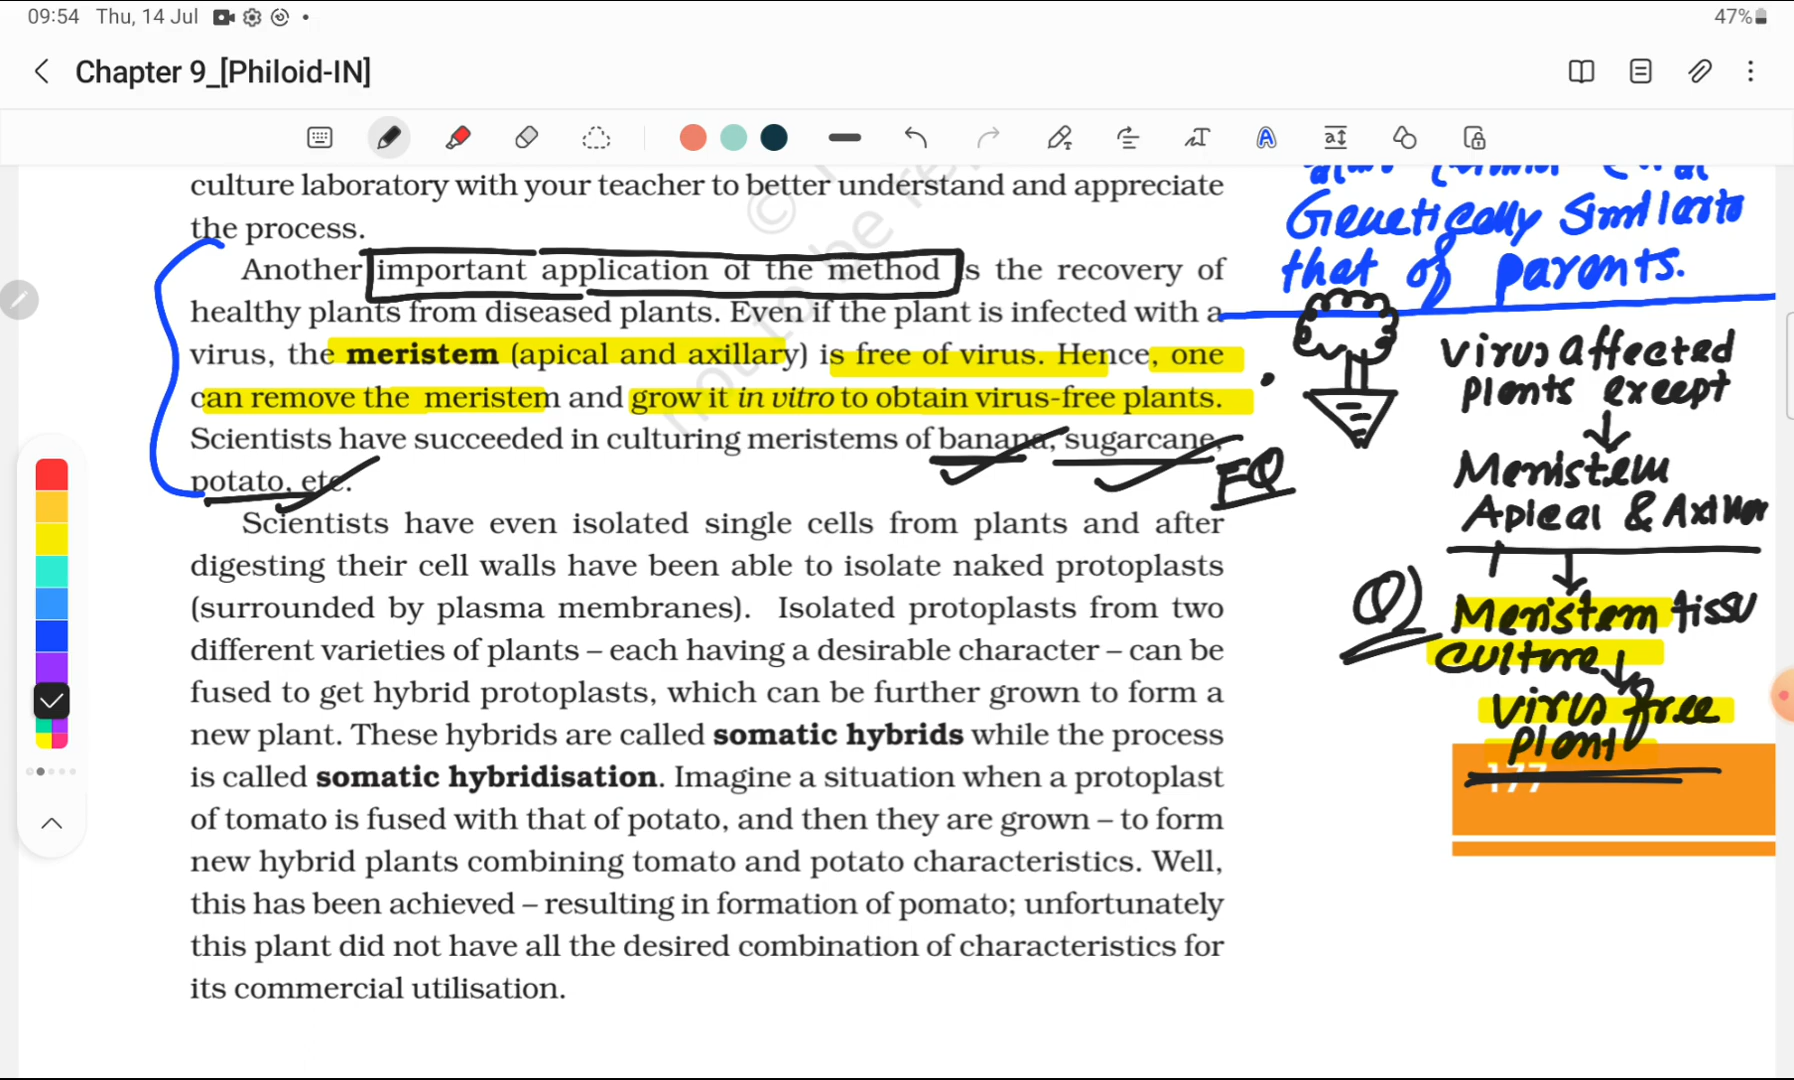 09:54 Thu, 14 Jul
47%
Chapter 9_[Philoid-IN]
culture laboratory with your teacher to better understand and appreciate
the process.
Another important application of the method is the recovery of
healthy plants from diseased plants. Even if the plant is infected with a
virus, the meristem (apical and axillary) is free of virus. Hence, one
can remove the meristem and grow it in vitro to obtain virus-free plants.
Scientists have succeeded in culturing meristems of banana, sugarcane,
potato, etc.
Scientists have even isolated single cells from plants and after
digesting their cell walls have been able to isolate naked protoplasts
(surrounded by plasma membranes). Isolated protoplasts from two
different varieties of plants – each having a desirable character – can be
fused to get hybrid protoplasts, which can be further grown to form a
new plant. These hybrids are called somatic hybrids while the process
is called somatic hybridisation. Imagine a situation when a protoplast
of tomato is fused with that of potato, and then they are grown – to form
new hybrid plants combining tomato and potato characteristics. Well,
this has been achieved – resulting in formation of pomato; unfortunately
this plant did not have all the desired combination of characteristics for
its commercial utilisation.
Genetically Similar to
that of parents.
Virus affected
plants except
Meristem
Apical &
FQ
Q)
Meristem tissu
culture
virus free
plant
177
© 
not to be re